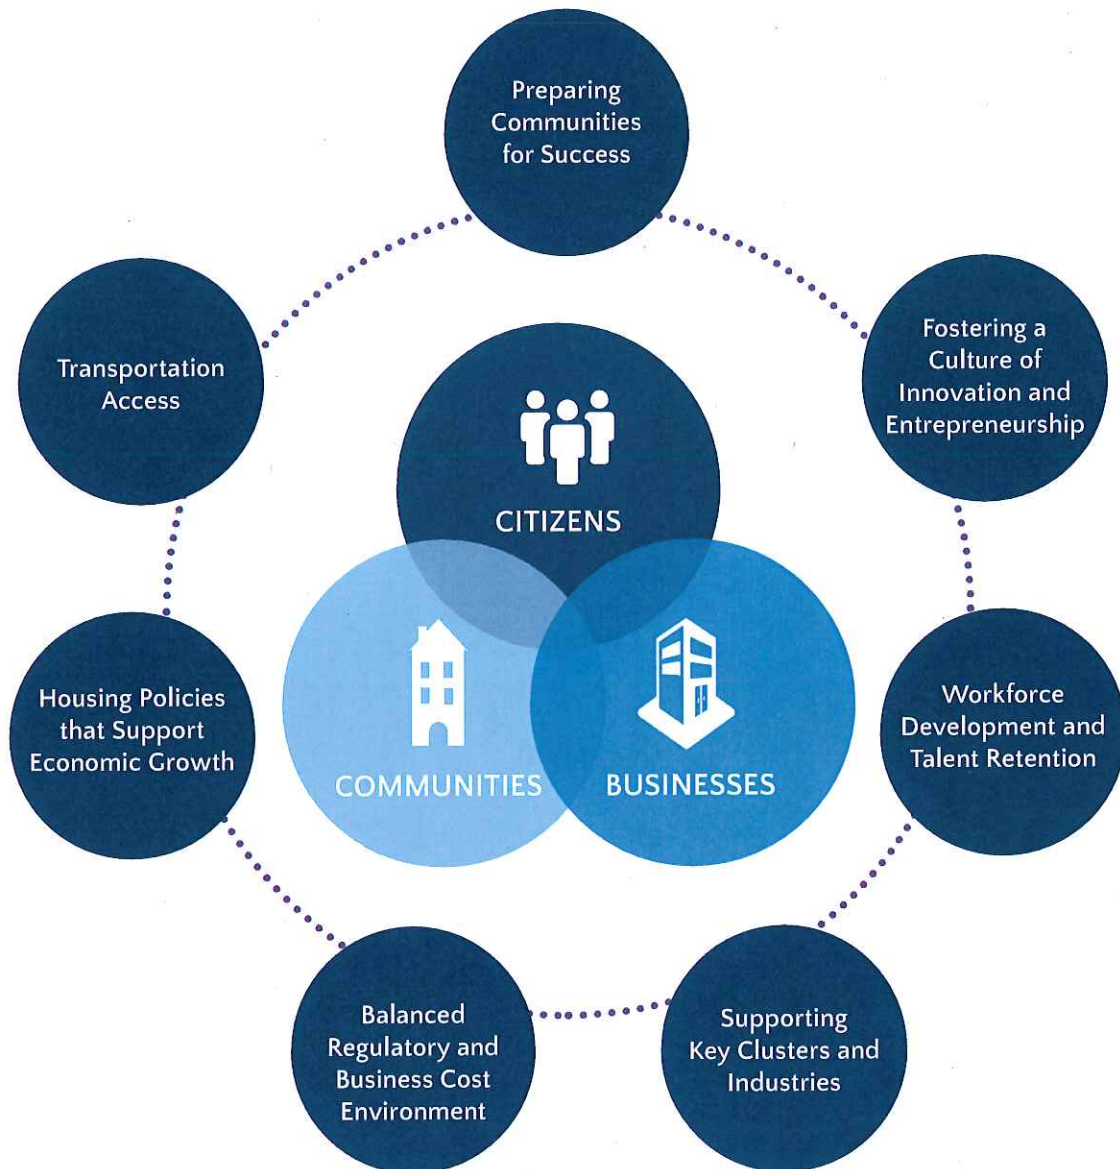 Preparing
Communities
for Success
Fostering a
Culture of
Innovation and
Entrepreneurship
Workforce
Development and
Talent Retention
Supporting
Key Clusters and
Industries
Balanced
Regulatory and
Business Cost
Environment
Housing Policies
that Support
Economic Growth
Transportation
Access
CITIZENS
COMMUNITIES
BUSINESSES